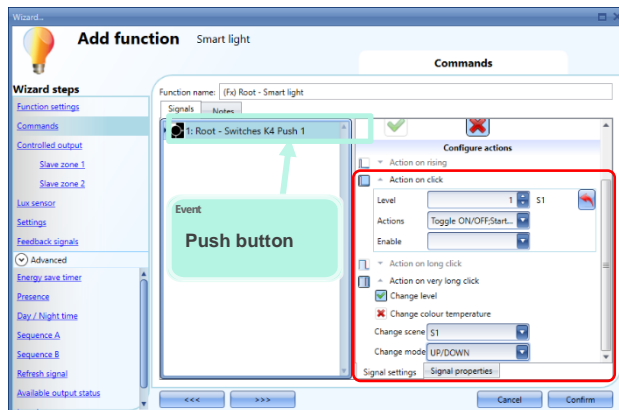 Wizard...
Add function Smart light
Commands
Wizard steps
Function settings
Commands
Controlled output
Slave zone 1
Slave zone 2
Lux sensor
Settings
Feedback signals
Advanced
Energy save timer
Presence
Day / Night time
Sequence A
Sequence B
Refresh signal
Available output status
Function name: (Fx) Root - Smart light
Signals Notes
1: Root - Switches K4 Push 1
Event
Push button
Configure actions
Action on rising
Action on click
Level 1 S1
Actions Toggle ON/OFF;Start...
Enable
Action on long click
Action on very long click
Change level
Change colour temperature
Change scene S1
Change mode UP/DOWN
Signal settings Signal properties
<<< >>> Cancel Confirm